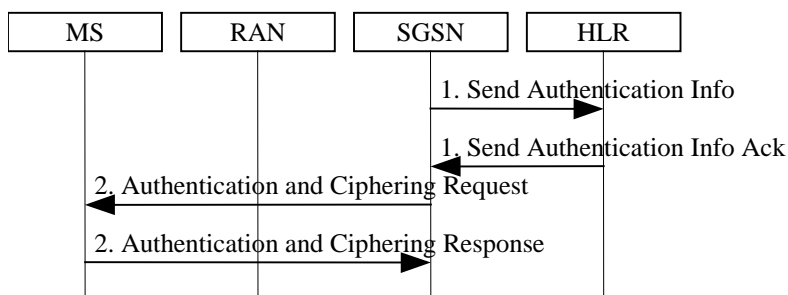 MS RAN SGSN HLR
1. Send Authentication Info
1. Send Authentication Info Ack
2. Authentication and Ciphering Request
2. Authentication and Ciphering Response